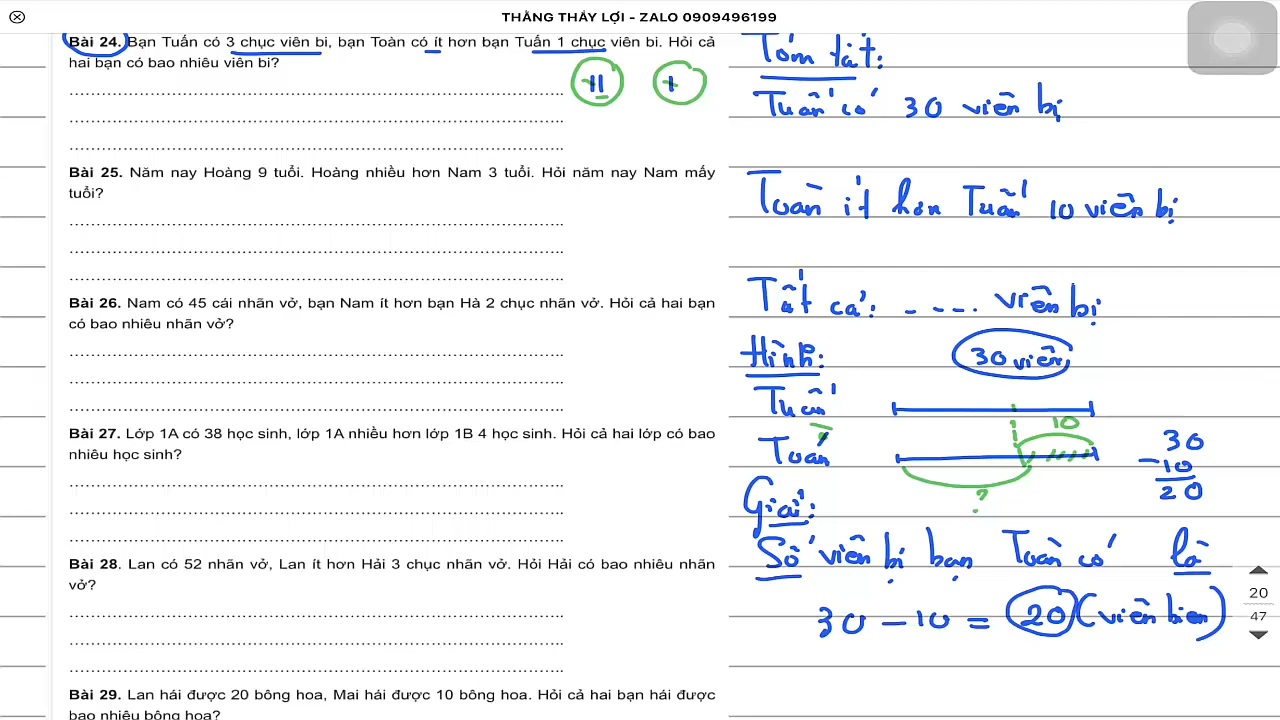 THẮNG THẦY LỢI - ZALO 0909496199
Bài 24. Bạn Tuấn có 3 chục viên bi, bạn Toàn có ít hơn bạn Tuấn 1 chục viên bi. Hỏi cả
hai bạn có bao nhiêu viên bi?
Bài 25. Năm nay Hoàng 9 tuổi. Hoàng nhiều hơn Nam 3 tuổi. Hỏi năm nay Nam mấy
tuổi?
Bài 26. Nam có 45 cái nhãn vở, bạn Nam ít hơn bạn Hà 2 chục nhãn vở. Hỏi cả hai bạn
có bao nhiêu nhãn vở?
Bài 27. Lớp 1A có 38 học sinh, lớp 1A nhiều hơn lớp 1B 4 học sinh. Hỏi cả hai lớp có bao
nhiêu học sinh?
Bài 28. Lan có 52 nhãn vở, Lan ít hơn Hải 3 chục nhãn vở. Hỏi Hải có bao nhiêu nhãn
vở?
Bài 29. Lan hái được 20 bông hoa, Mai hái được 10 bông hoa. Hỏi cả hai bạn hái được
bao nhiêu bông hoa?
Tóm tắt:
Tuấn có 30 viên bi
Toàn ít hơn Tuấn 10 viên bi
Tất cả: .... viên bi
Hình:
30 viên
Tuấn
10
Toán
?
30
- 10
20
Giải:
Số viên bi bạn Toàn có là
30 - 10 = 20 (viên bien)
20
47